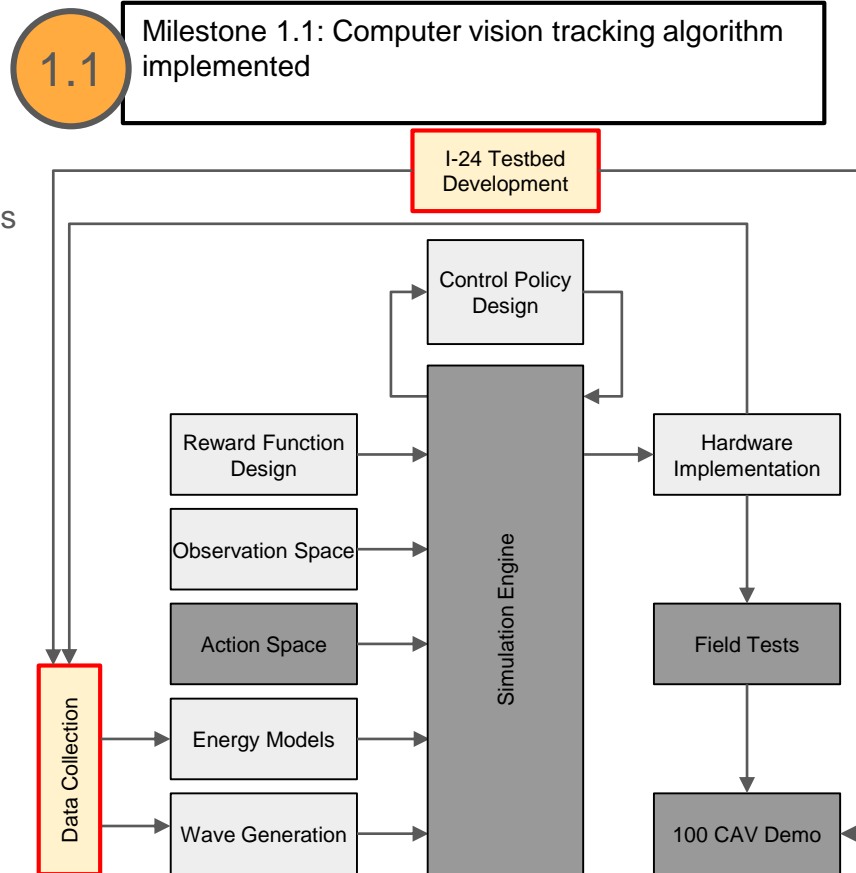 1.1
Milestone 1.1: Computer vision tracking algorithm
implemented
I-24 Testbed
Development
s
Control Policy
Design
Reward Function
Design
Hardware
Implementation
Observation Space
Simulation Engine
Action Space
Field Tests
Data Collection
Energy Models
Wave Generation
100 CAV Demo